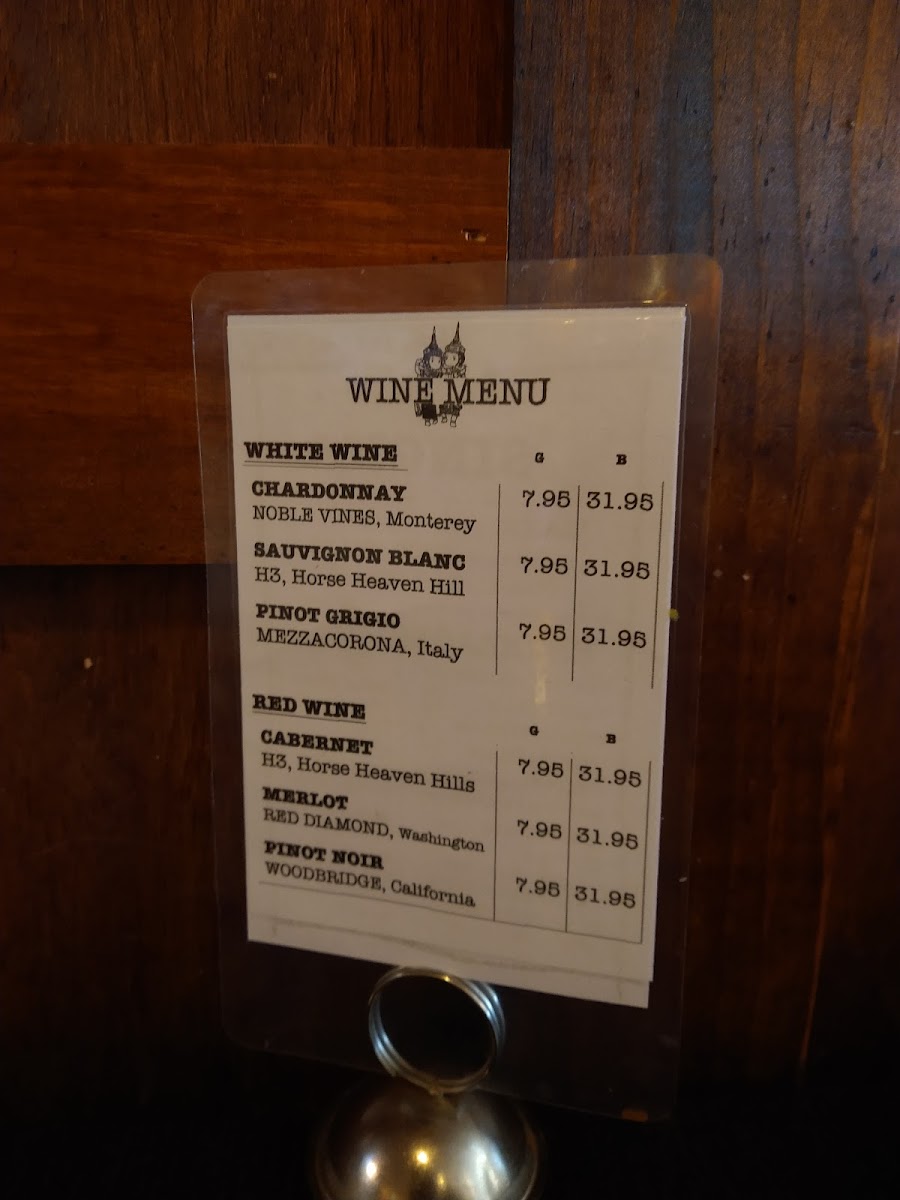 WINE MENU
WHITE WINE G B
CHARDONNAY 7.95 31.95
NOBLE VINES, Monterey
SAUVIGNON BLANC 7.95 31.95
H3, Horse Heaven Hill
PINOT GRIGIO 7.95 31.95
MEZZACORONA, Italy
RED WINE G B
CABERNET 7.95 31.95
H3, Horse Heaven Hills
MERLOT 7.95 31.95
RED DIAMOND, Washington
PINOT NOIR 7.95 31.95
WOODBRIDGE, California